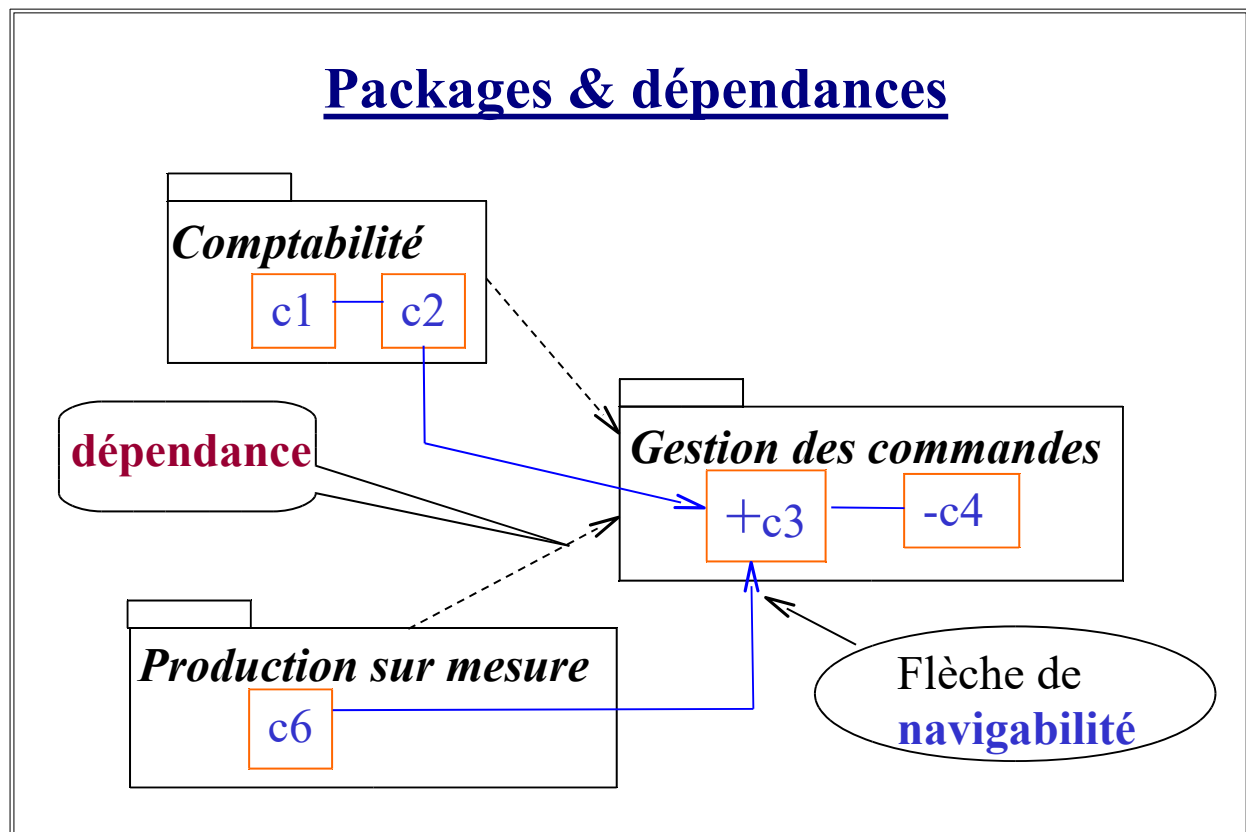 Packages & dépendances
Comptabilité
c1
c2
dépendance
Gestion des commandes
+c3
-c4
Production sur mesure
c6
Flèche de
navigabilité